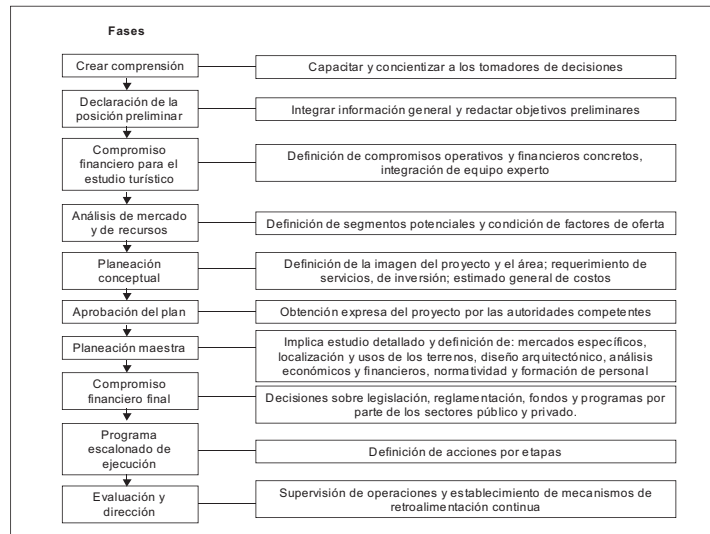 Fases
Crear comprensión
Capacitar y concientizar a los tomadores de decisiones
Declaración de la
posición preliminar
Integrar información general y redactar objetivos preliminares
Compromiso
financiero para el
estudio turístico
Definición de compromisos operativos y financieros concretos,
integración de equipo experto
Análisis de mercado
y de recursos
Definición de segmentos potenciales y condición de factores de oferta
Planeación
conceptual
Definición de la imagen del proyecto y el área; requerimiento de
servicios, de inversión; estimado general de costos
Aprobación del plan
Obtención expresa del proyecto por las autoridades competentes
Planeación maestra
Implica estudio detallado y definición de: mercados específicos,
localización y usos de los terrenos, diseño arquitectónico, análisis
económicos y financieros, normatividad y formación de personal
Compromiso
financiero final
Decisiones sobre legislación, reglamentación, fondos y programas por
parte de los sectores público y privado.
Programa
escalonado de
ejecución
Definición de acciones por etapas
Evaluación y
dirección
Supervisión de operaciones y establecimiento de mecanismos de
retroalimentación continua